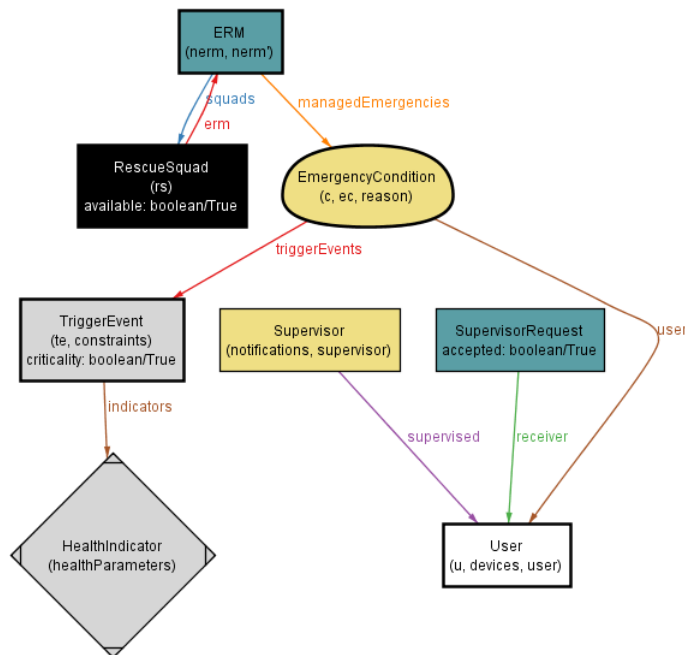 ERM
(nerm, nerm')
squads
managedEmergencies
erm
RescueSquad
(rs)
available: boolean/True
EmergencyCondition
(c, ec, reason)
triggerEvents
TriggerEvent
(te, constraints)
criticality: boolean/True
Supervisor
(notifications, supervisor)
SupervisorRequest
accepted: boolean/True
user
indicators
supervised
receiver
HealthIndicator
(healthParameters)
User
(u, devices, user)